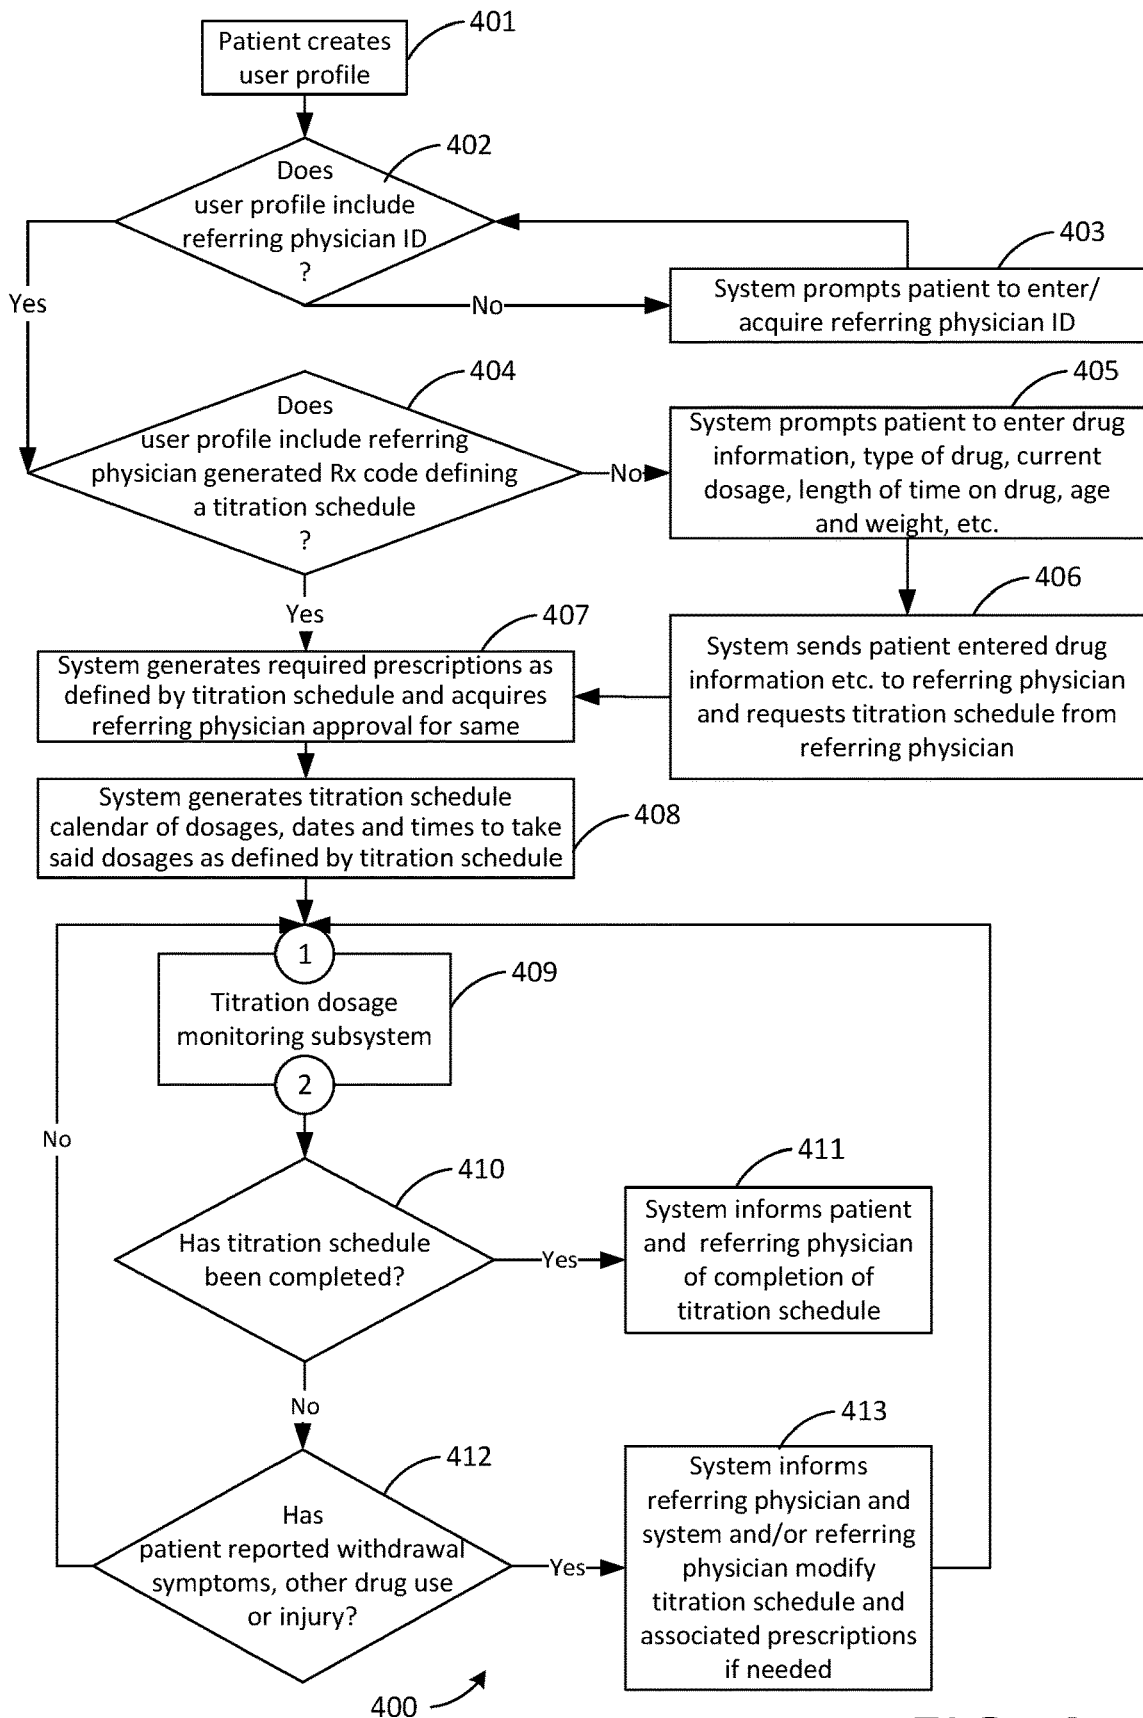 401
Patient creates
user profile
402
Does
user profile include
referring physician ID
?
403
Yes
No
System prompts patient to enter/
acquire referring physician ID
404
Does
user profile include referring
physician generated Rx code defining
a titration schedule
?
No
405
System prompts patient to enter drug
information, type of drug, current
dosage, length of time on drug, age
and weight, etc.
Yes
406
System sends patient entered drug
information etc. to referring physician
and requests titration schedule from
referring physician
407
System generates required prescriptions as
defined by titration schedule and acquires
referring physician approval for same
System generates titration schedule
calendar of dosages, dates and times to take
said dosages as defined by titration schedule
408
1
409
Titration dosage
monitoring subsystem
2
No
410
Has titration schedule
been completed?
Yes
411
System informs patient
and referring physician
of completion of
titration schedule
No
412
Has
patient reported withdrawal
symptoms, other drug use
or injury?
Yes
413
System informs
referring physician and
system and/or referring
physician modify
titration schedule and
associated prescriptions
if needed
400